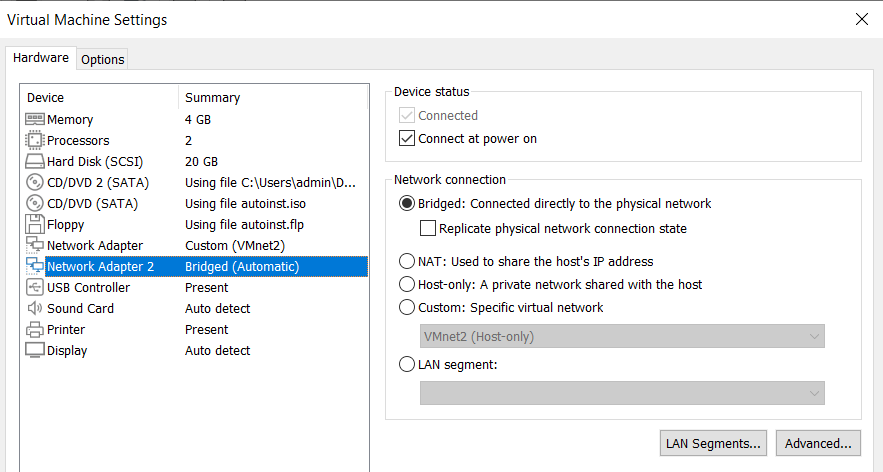 Virtual Machine Settings
Hardware
Options
Device Summary
Memory 4 GB
Processors 2
Hard Disk (SCSI) 20 GB
CD/DVD 2 (SATA) Using file C:\Users\admin\D...
CD/DVD (SATA) Using file autoinst.iso
Floppy Using file autoinst.flp
Network Adapter Custom (VMnet2)
Network Adapter 2 Bridged (Automatic)
USB Controller Present
Sound Card Auto detect
Printer Present
Display Auto detect
Device status
Connected
Connect at power on
Network connection
Bridged: Connected directly to the physical network
Replicate physical network connection state
NAT: Used to share the host's IP address
Host-only: A private network shared with the host
Custom: Specific virtual network
VMnet2 (Host-only)
LAN segment:
LAN Segments... Advanced...